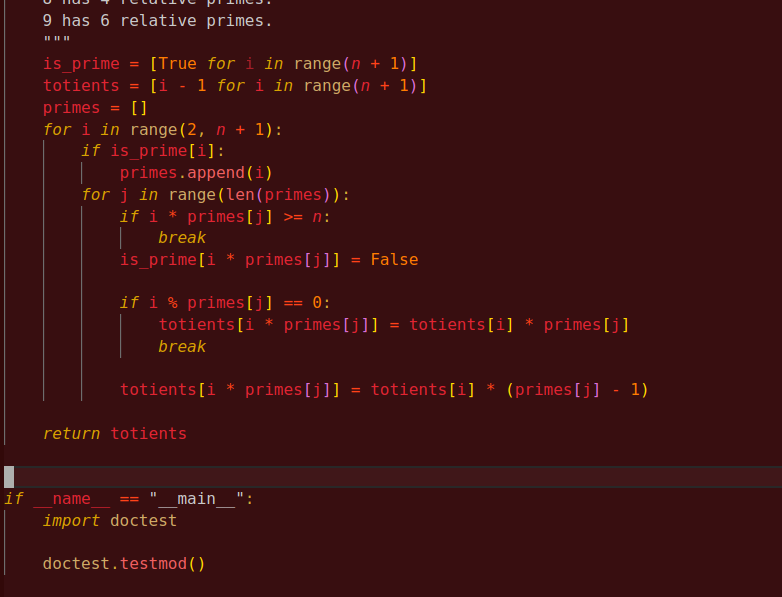 8 has 4 relative primes.
9 has 6 relative primes.
"""
is_prime = [True for i in range(n + 1)]
totients = [i - 1 for i in range(n + 1)]
primes = []
for i in range(2, n + 1):
if is_prime[i]:
primes.append(i)
for j in range(len(primes)):
if i * primes[j] >= n:
break
is_prime[i * primes[j]] = False
if i % primes[j] == 0:
totients[i * primes[j]] = totients[i] * primes[j]
break
totients[i * primes[j]] = totients[i] * (primes[j] - 1)
return totients
if __name__ == "__main__":
import doctest
doctest.testmod()